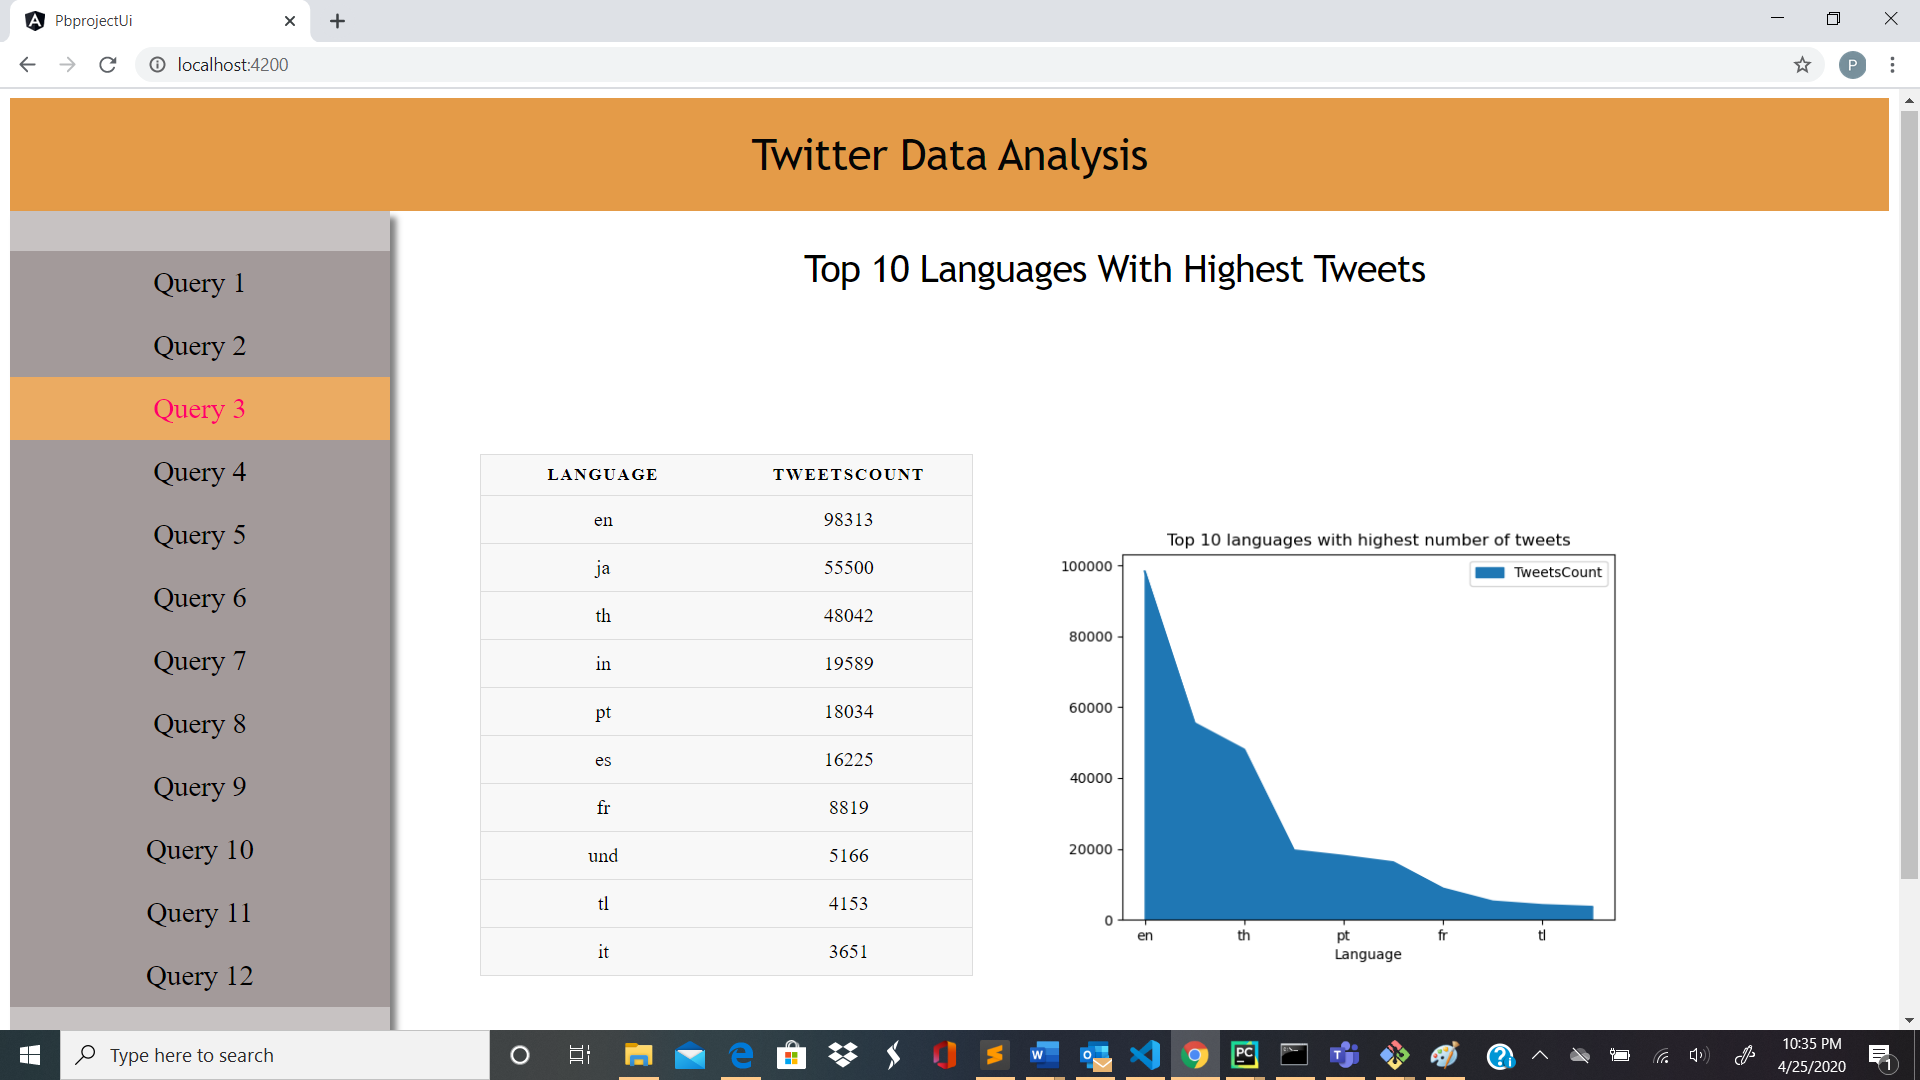 PbprojectUi
localhost:4200
P
Twitter Data Analysis
Query 1
Query 2
Query 3
Query 4
Query 5
Query 6
Query 7
Query 8
Query 9
Query 10
Query 11
Query 12
Top 10 Languages With Highest Tweets
LANGUAGE TWEETSCOUNT
en 98313
ja 55500
th 48042
in 19589
pt 18034
es 16225
fr 8819
und 5166
tl 4153
it 3651
Top 10 languages with highest number of tweets
TweetsCount
100000
80000
60000
40000
20000
0
en th pt fr tl
Language
Type here to search
10:35 PM
4/25/2020
1